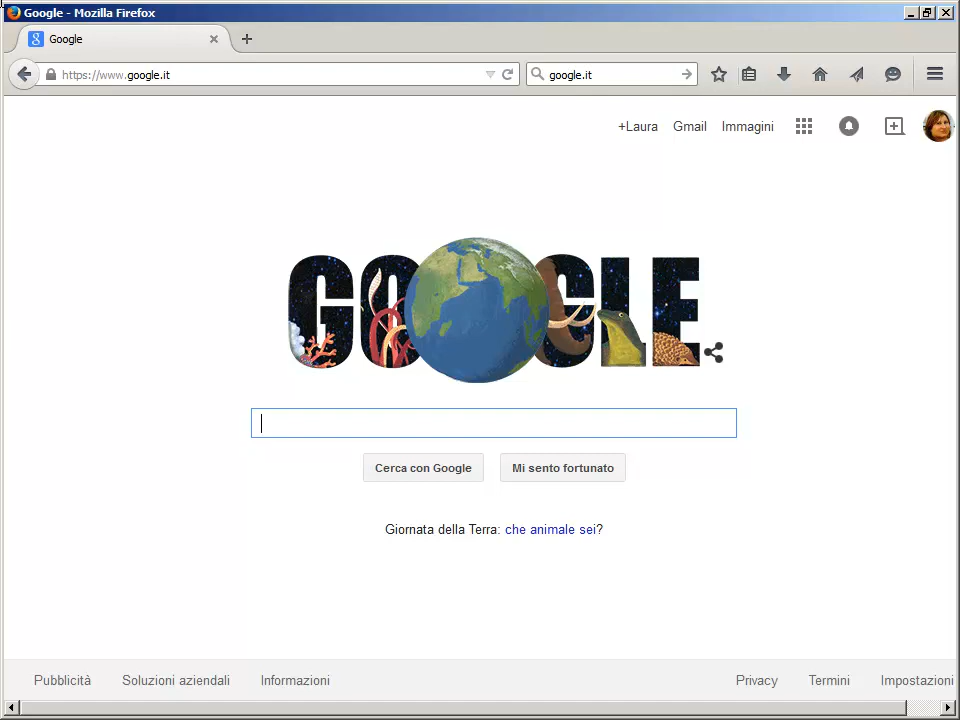 Google - Mozilla Firefox
Google
https://www.google.it
google.it
+Laura Gmail Immagini
GOOGLE
Cerca con Google Mi sento fortunato
Giornata della Terra: che animale sei?
Pubblicità Soluzioni aziendali Informazioni Privacy Termini Impostazioni